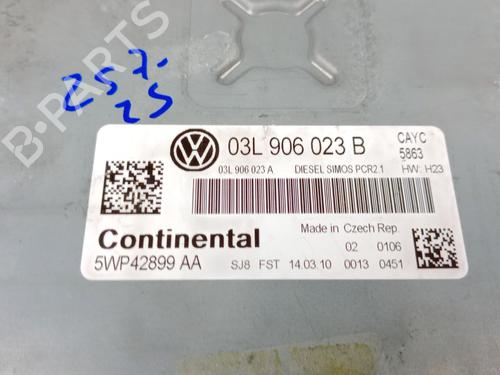 B-PARTS
257-
25
VW
03L 906 023 B
CAYC
5863
03L 906 023 A DIESEL SIMOS PCR2.1 HW: H23
Continental
Made in Czech Rep.
02 0106
5WP42899 AA SJ8 FST 14.03.10 0013 0451